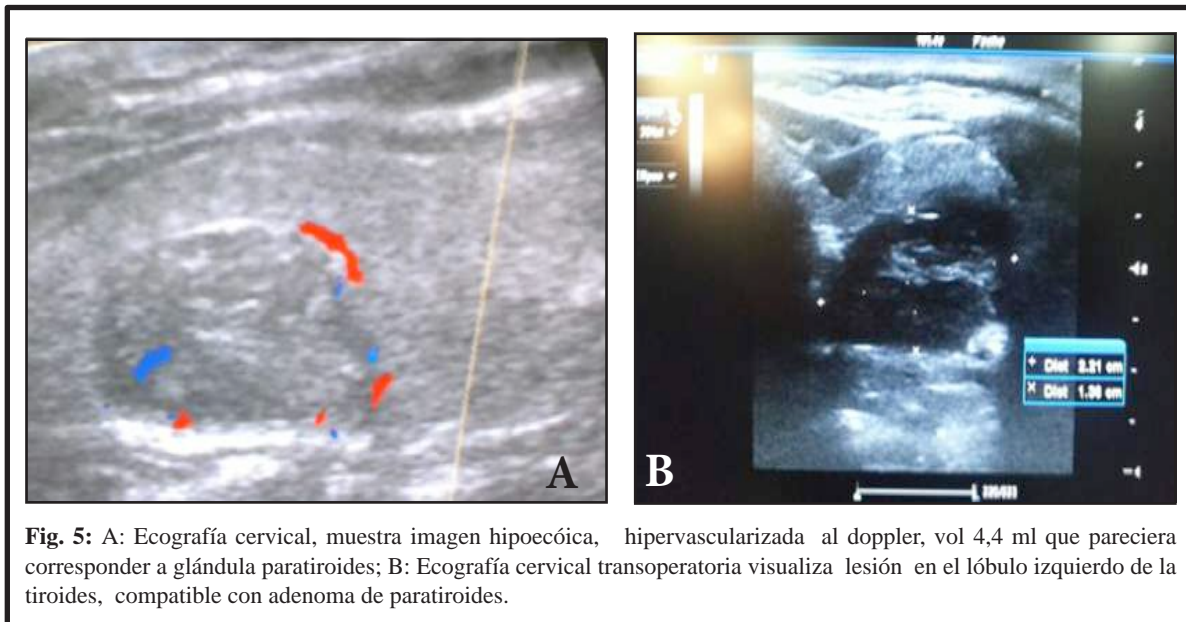 A
B
+ Dist 2.21 cm
× Dist 1.36 cm
Fig. 5: A: Ecografía cervical, muestra imagen hipoecóica, hipervascularizada al doppler, vol 4,4 ml que pareciera
corresponder a glándula paratiroides; B: Ecografía cervical transoperatoria visualiza lesión en el lóbulo izquierdo de la
tiroides, compatible con adenoma de paratiroides.